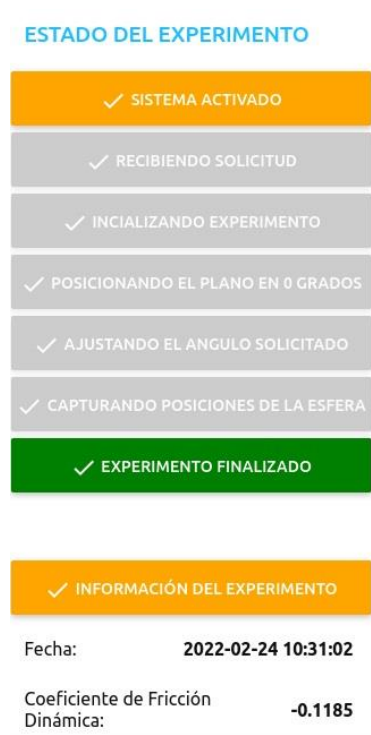 ESTADO DEL EXPERIMENTO
SISTEMA ACTIVADO
RECIBIENDO SOLICITUD
INCIALIZANDO EXPERIMENTO
POSICIONANDO EL PLANO EN 0 GRADOS
AJUSTANDO EL ANGULO SOLICITADO
CAPTURANDO POSICIONES DE LA ESFERA
EXPERIMENTO FINALIZADO
INFORMACIÓN DEL EXPERIMENTO
Fecha: 2022-02-24 10:31:02
Coeficiente de Fricción
Dinámica: -0.1185